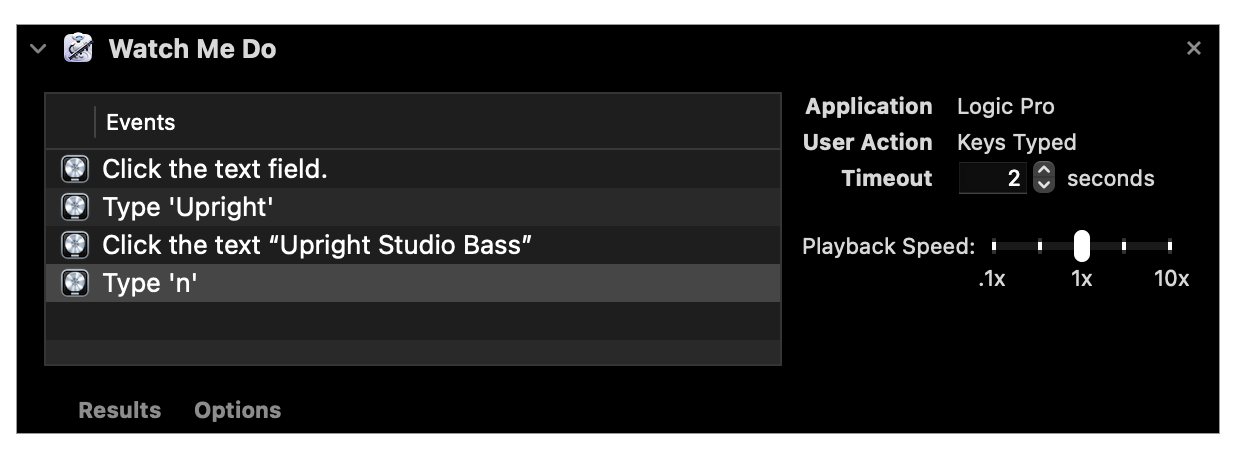 Watch Me Do
Events
Click the text field.
Type 'Upright'
Click the text “Upright Studio Bass”
Type 'n'
Application Logic Pro
User Action Keys Typed
Timeout 2 seconds
Playback Speed:
.1x 1x 10x
Results Options